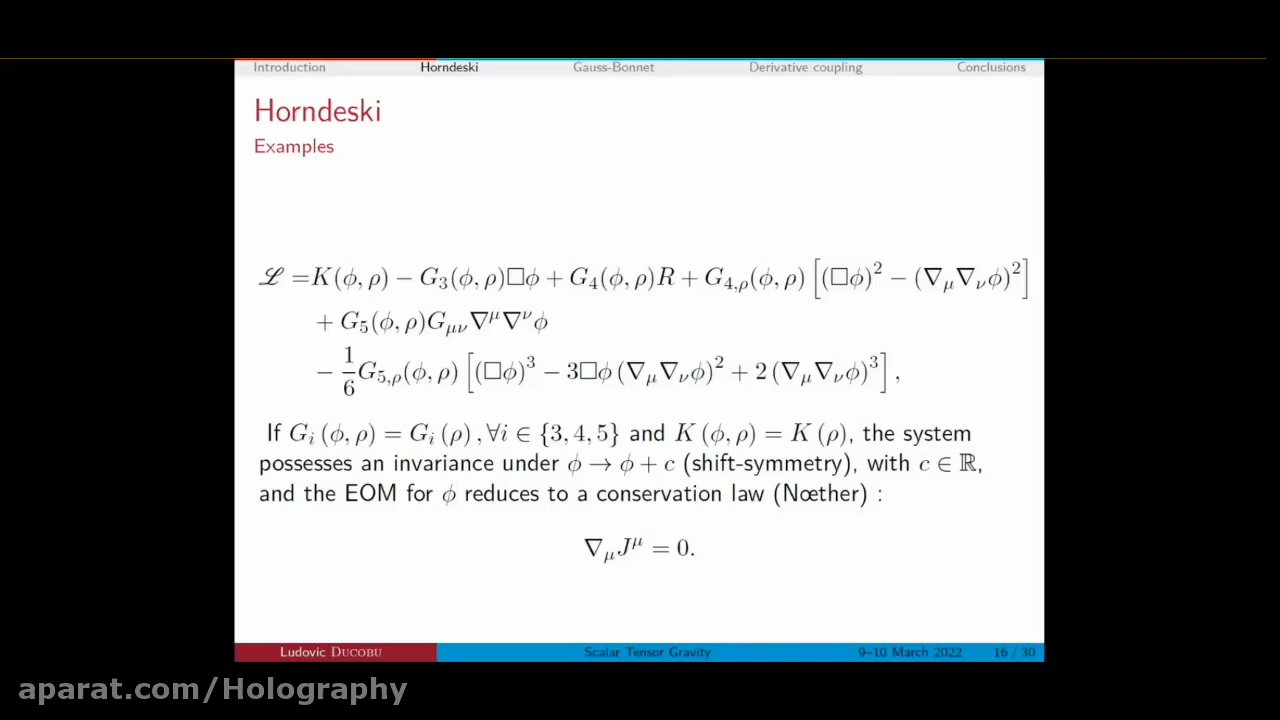 Introduction Horndeski Gauss-Bonnet Derivative coupling Conclusions
Horndeski
Examples
ℒ =K(ϕ, ρ) − G₃(ϕ, ρ)□ϕ + G₄(ϕ, ρ)R + G₄,ρ(ϕ, ρ) [(□ϕ)² − (∇μ∇νϕ)²]
+ G₅(ϕ, ρ)Gμν∇^μ∇^νϕ
− 1/6 G₅,ρ(ϕ, ρ) [(□ϕ)³ − 3□ϕ (∇μ∇νϕ)² + 2 (∇μ∇νϕ)³] ,
If Gᵢ (ϕ, ρ) = Gᵢ (ρ) , ∀i ∈ {3, 4, 5} and K (ϕ, ρ) = K (ρ), the system
possesses an invariance under ϕ → ϕ + c (shift-symmetry), with c ∈ ℝ,
and the EOM for ϕ reduces to a conservation law (Nœther) :
∇μJ^μ = 0.
Ludovic DUCOBU Scalar Tensor Gravity 9–10 March 2022 16 / 30
aparat.com/Holography